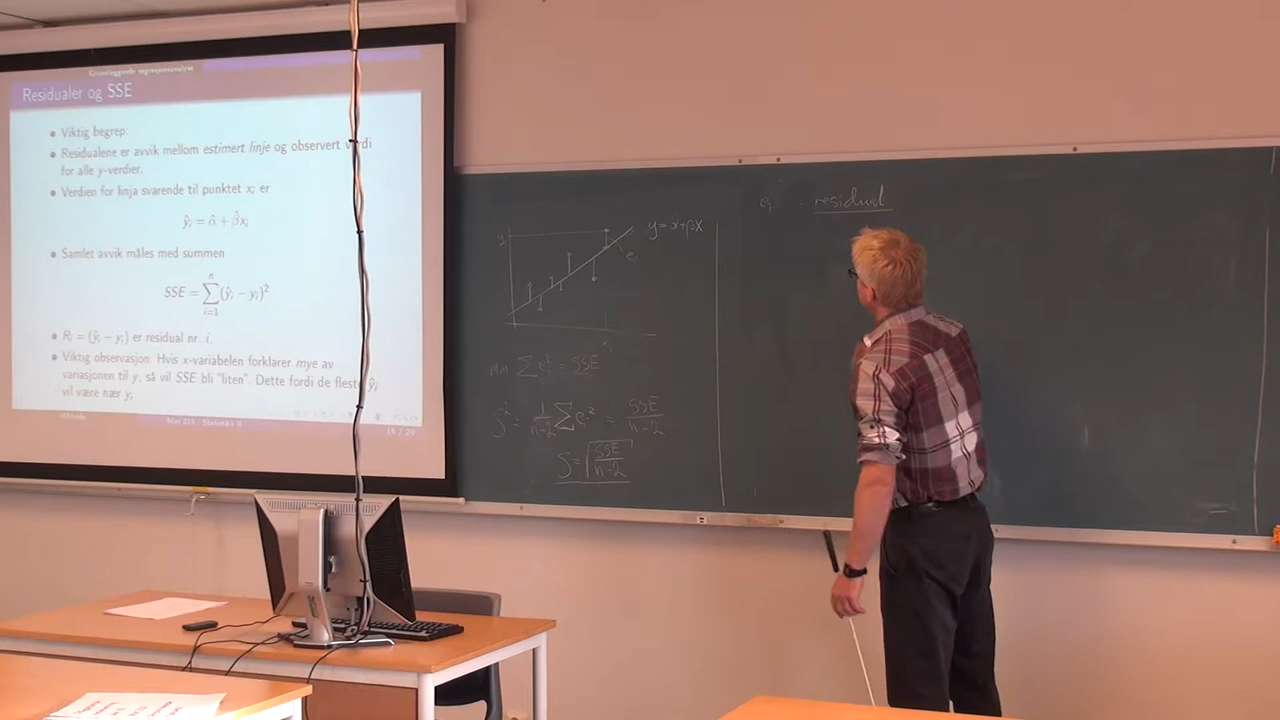 Grunnleggende regresjonsanalyse
Residualer og SSE
Viktig begrep:
Residualene er avvik mellom estimert linje og observert verdi
for alle y-verdier.
Verdien for linja svarende til punktet xᵢ er
ŷᵢ = α̂ + β̂xᵢ
Samlet avvik måles med summen
SSE = ∑ᵢ₌₁ⁿ (ŷᵢ − yᵢ)²
Rᵢ = (ŷᵢ − yᵢ) er residual nr. i.
Viktig observasjon: Hvis x-variabelen forklarer mye av
variasjonen til y, så vil SSE bli "liten". Dette fordi de fleste ŷᵢ
vil være nær yᵢ
15 / 20
yᵢ
y = α + βx
eᵢ
xᵢ
min ∑ eᵢ² = SSE
S² = 1/n-2 ∑ eᵢ² = SSE/n-2
S = √SSE/n-2
eᵢ : residual